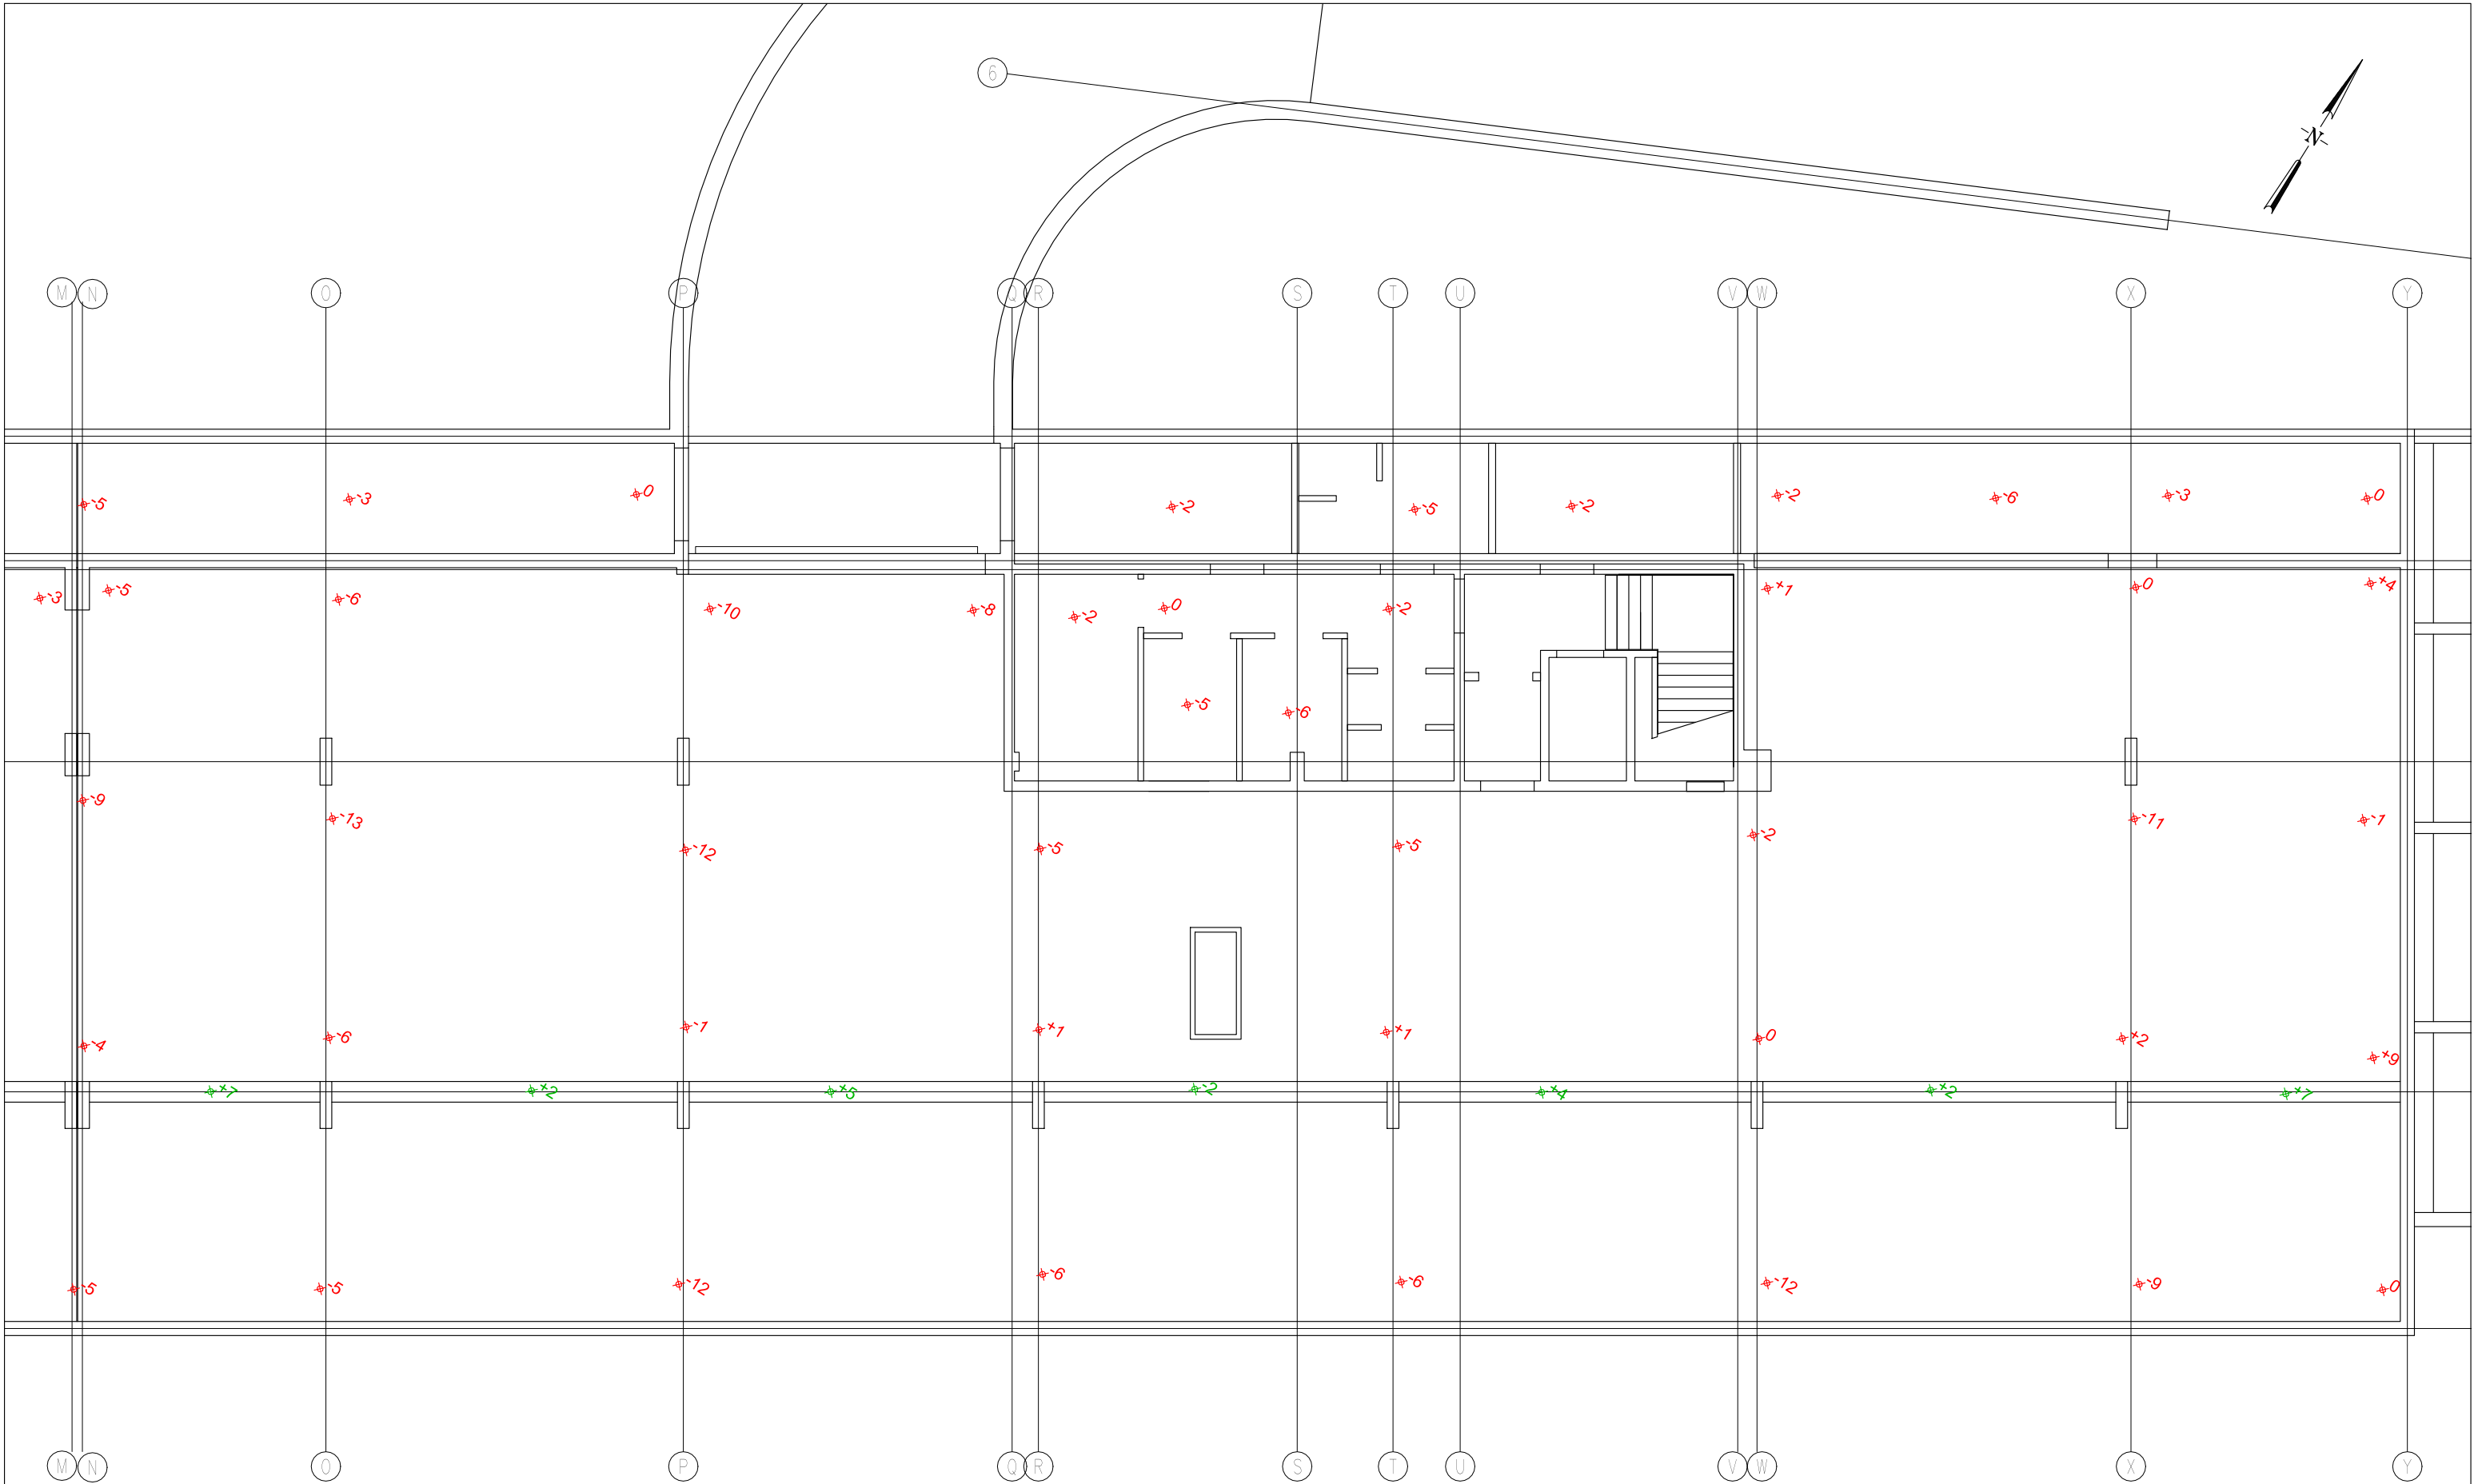 6
N
M N O P Q R S T U V W X Y
-5 -3 0 -2 -5 -2 -2 -6 -3 0
-3 -5 -6 -10 -8 -2 0 -2 +1 0 +4
-5 -6
-9 -13 -12 -5 -5 -2 -11 -1
-4 -6 -1 +1 +1 0 +2 +9
+7 +2 +5 -2 +4 +2 +7
-5 -5 -12 -6 -6 -12 -9 0
M N O P Q R S T U V W X Y